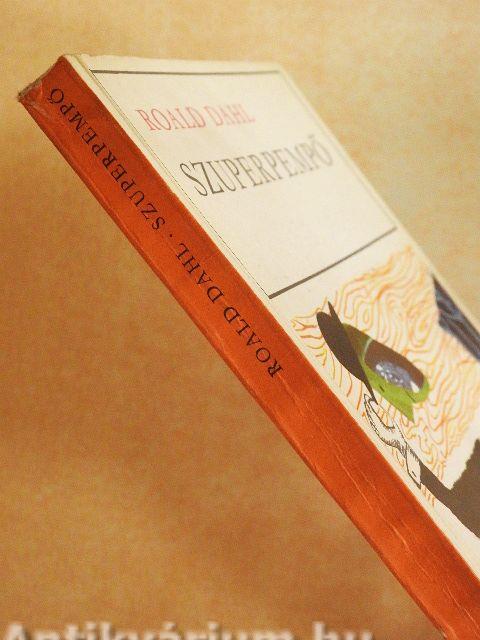 ROALD DAHL
SZUPERPEMPŐ
ROALD DAHL · SZUPERPEMPŐ
Antikvárium.hu